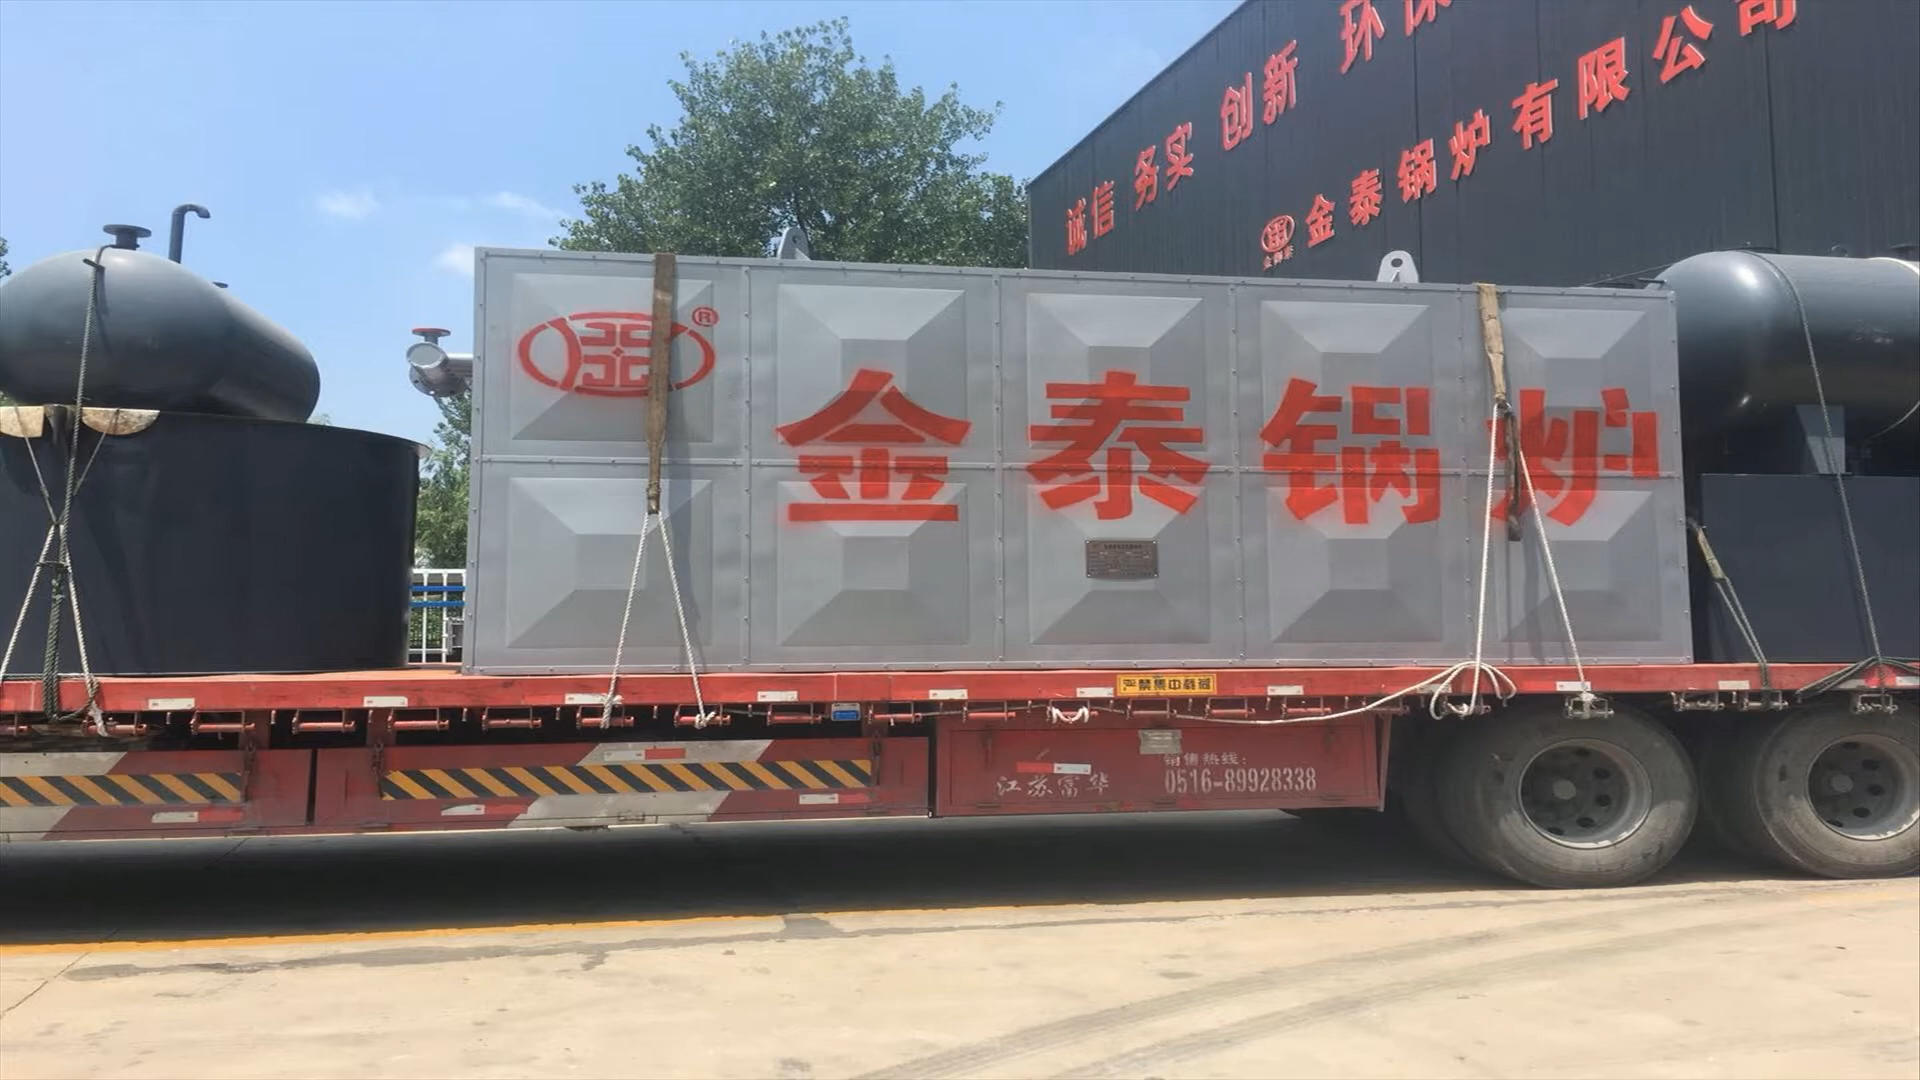 诚信 务实 创新 环保
金泰锅炉有限公司
®
金泰锅炉
严禁集中载荷
江苏富华
销售热线:
0516-89928338